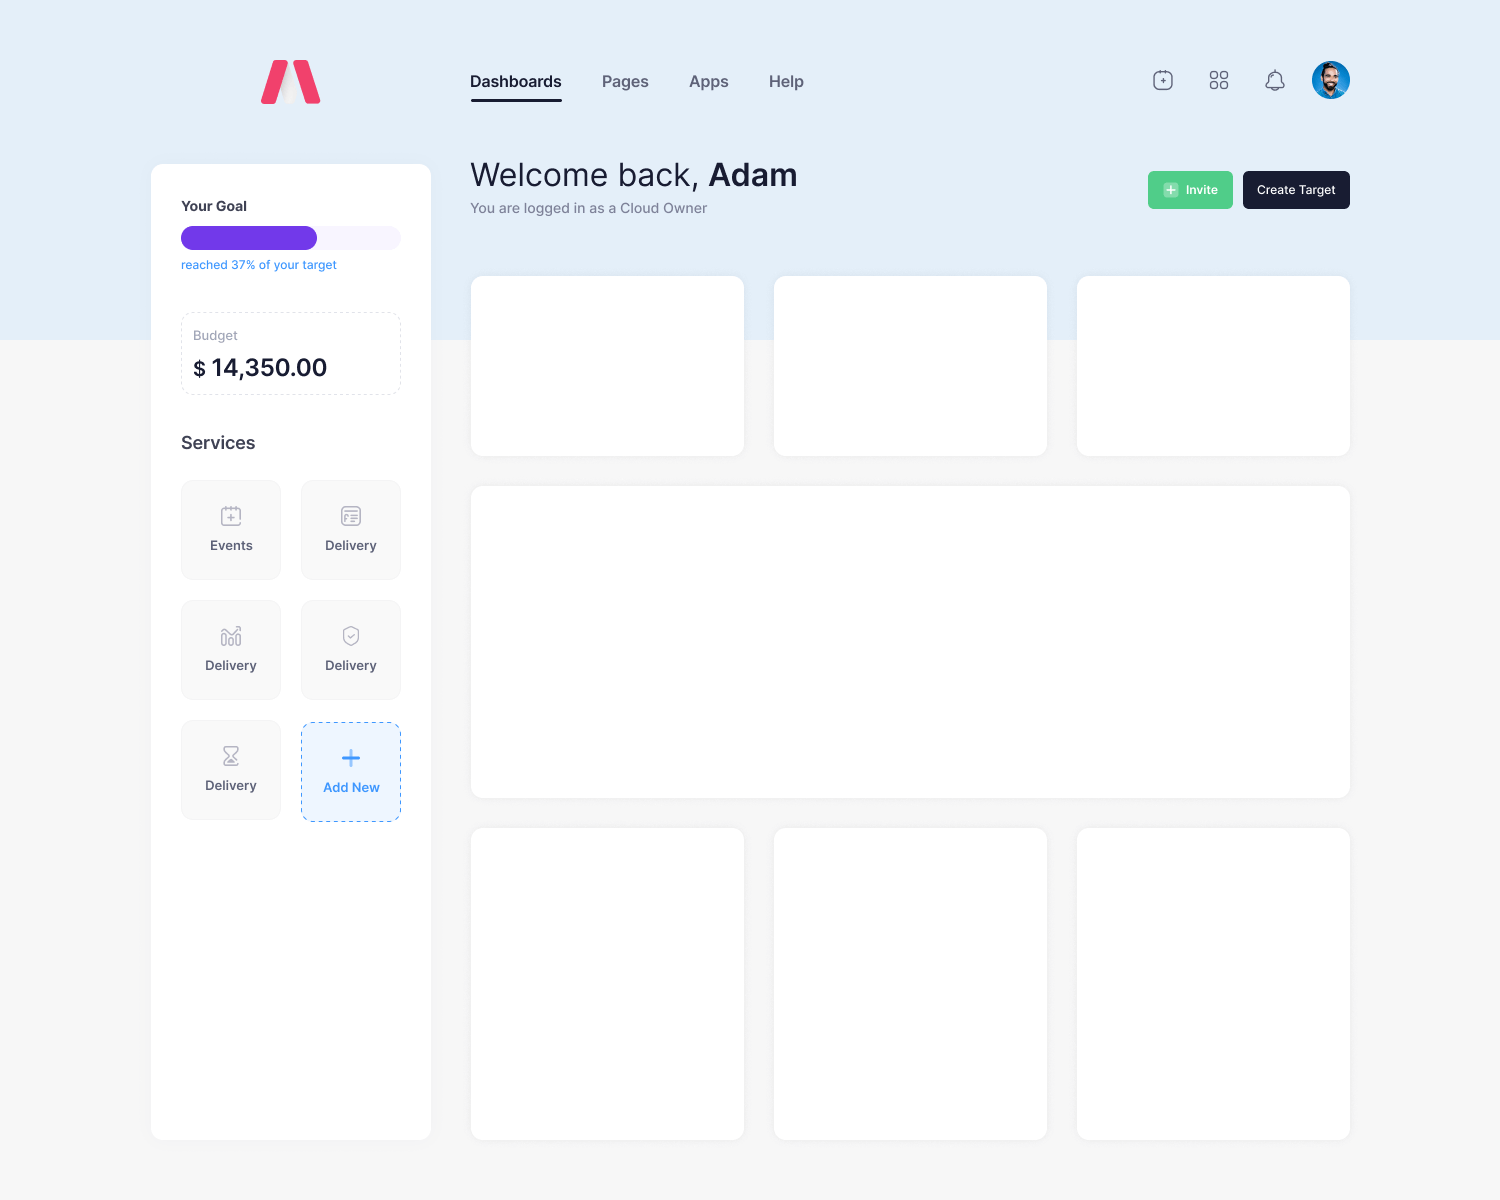 Dashboards Pages Apps Help
Welcome back, Adam
You are logged in as a Cloud Owner
Invite
Create Target
Your Goal
reached 37% of your target
Budget
$ 14,350.00
Services
Events
Delivery
Delivery
Delivery
Delivery
Add New